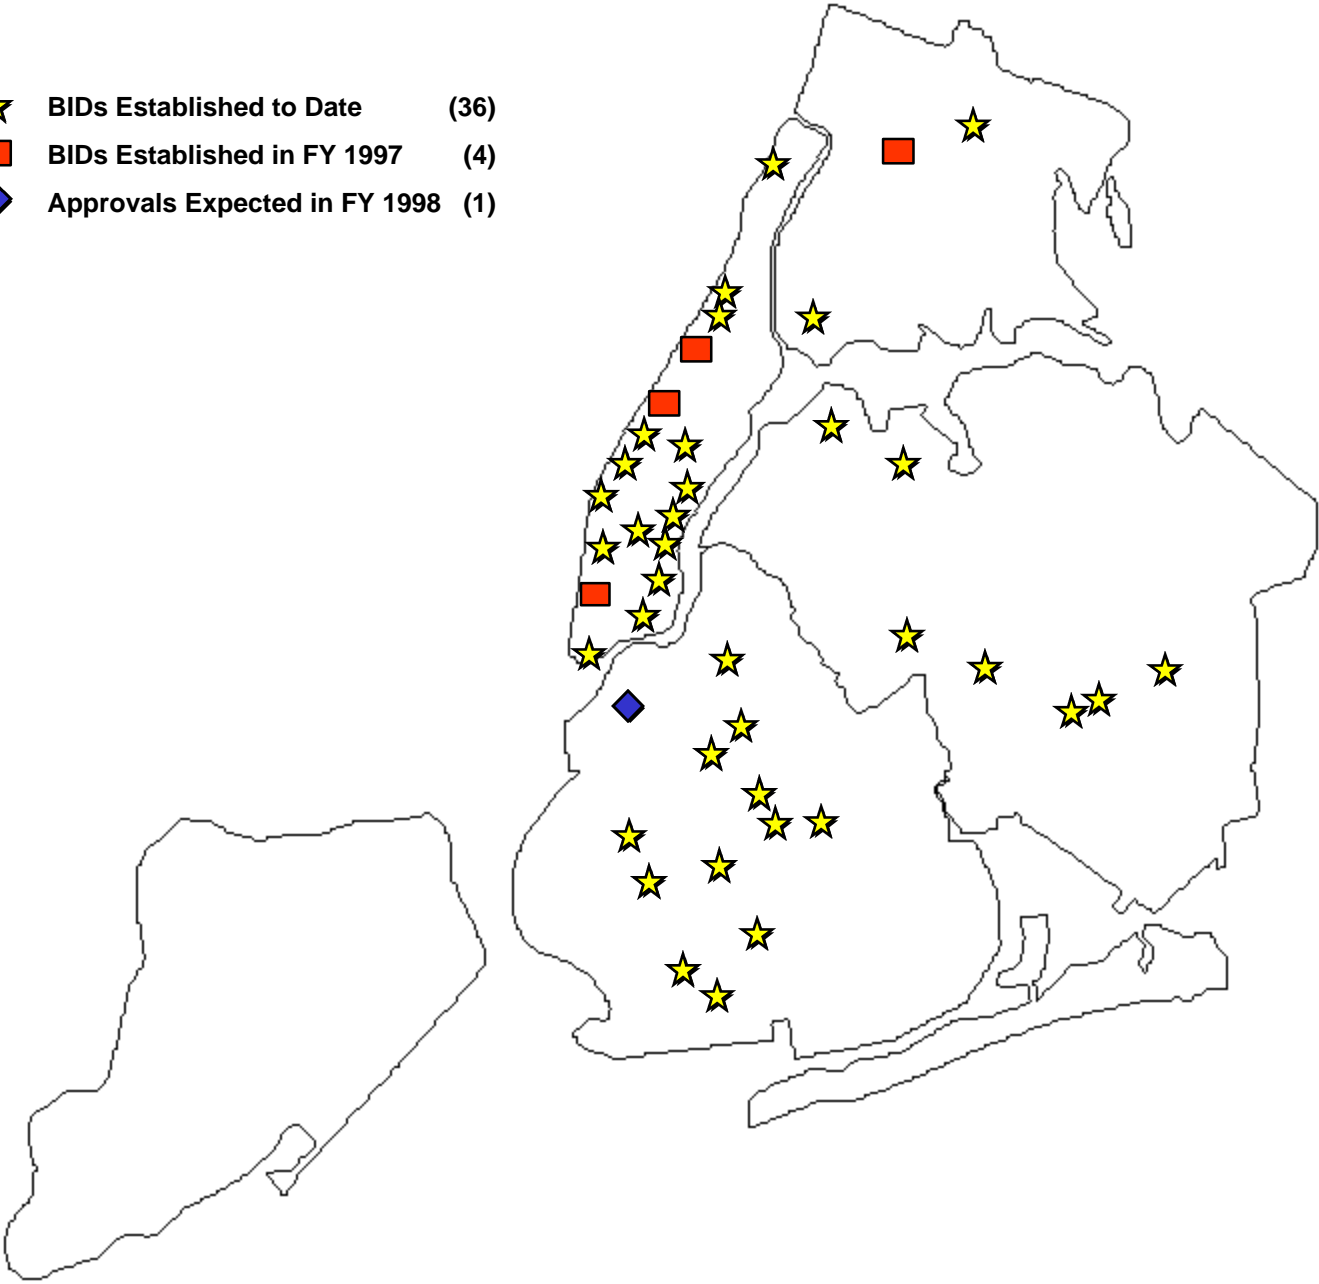 BIDs Established to Date (36)
BIDs Established in FY 1997 (4)
Approvals Expected in FY 1998 (1)